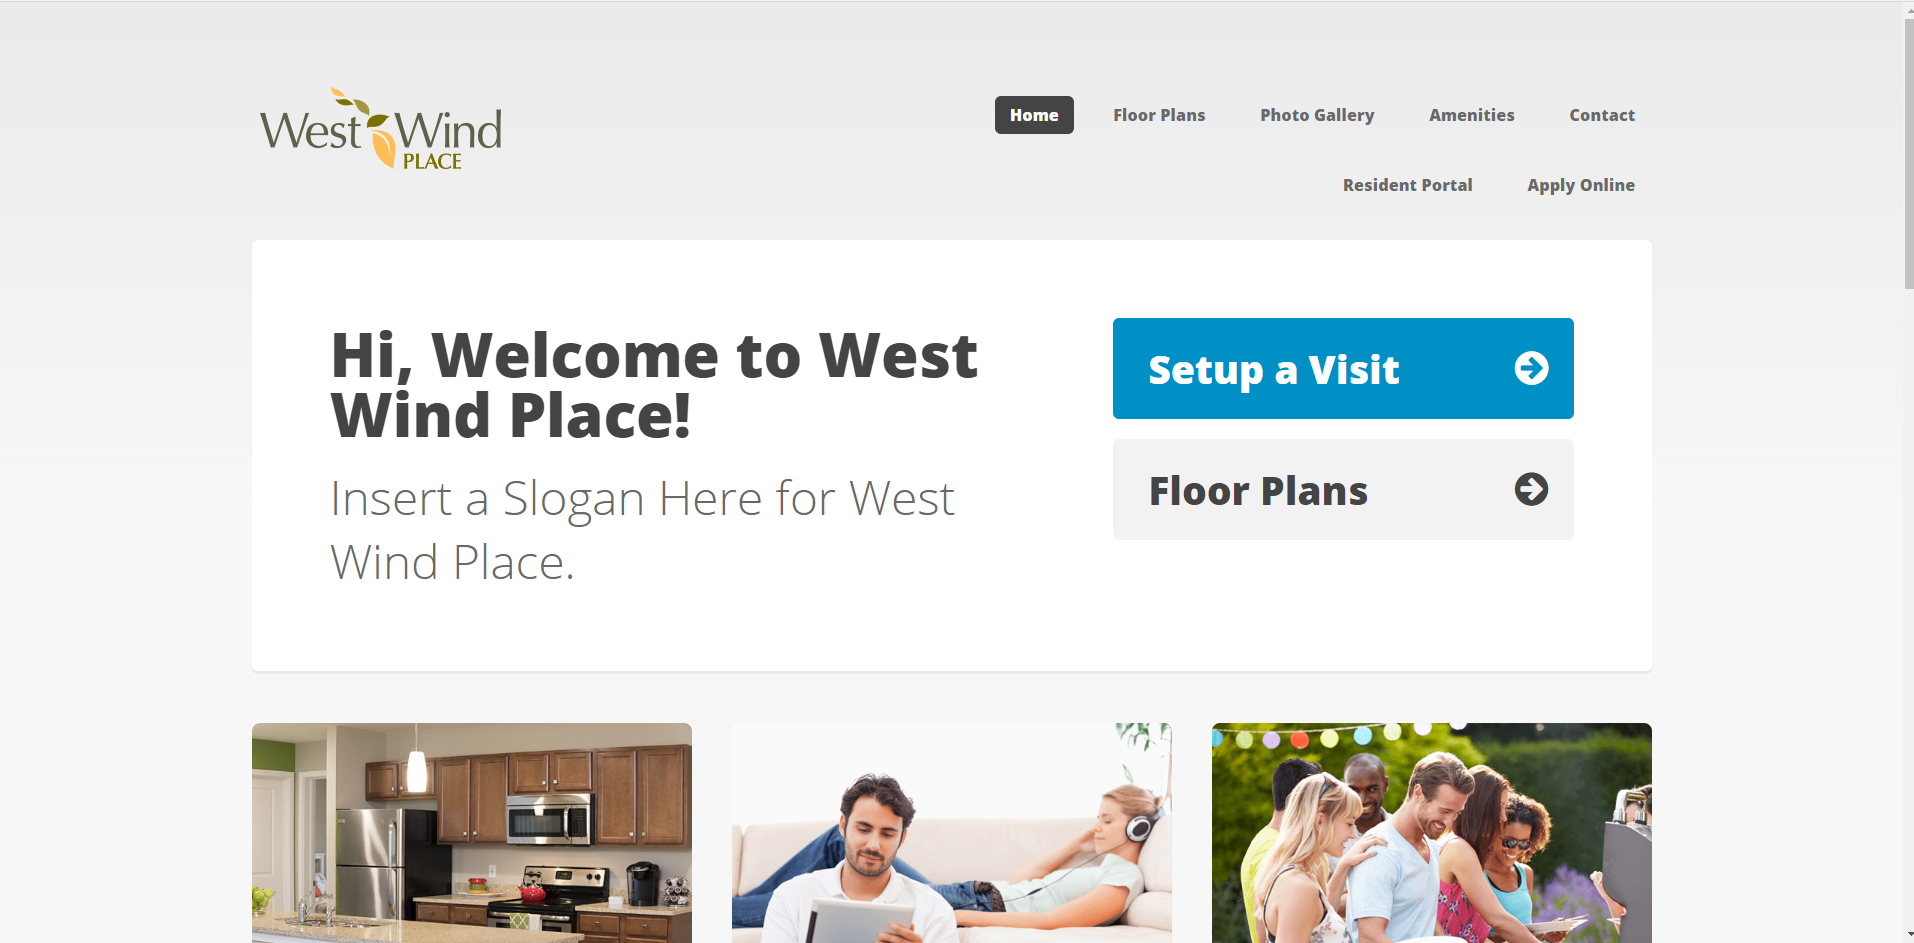 West Wind
PLACE
Home
Floor Plans
Photo Gallery
Amenities
Contact
Resident Portal
Apply Online
Hi, Welcome to West
Wind Place!
Insert a Slogan Here for West
Wind Place.
Setup a Visit
Floor Plans